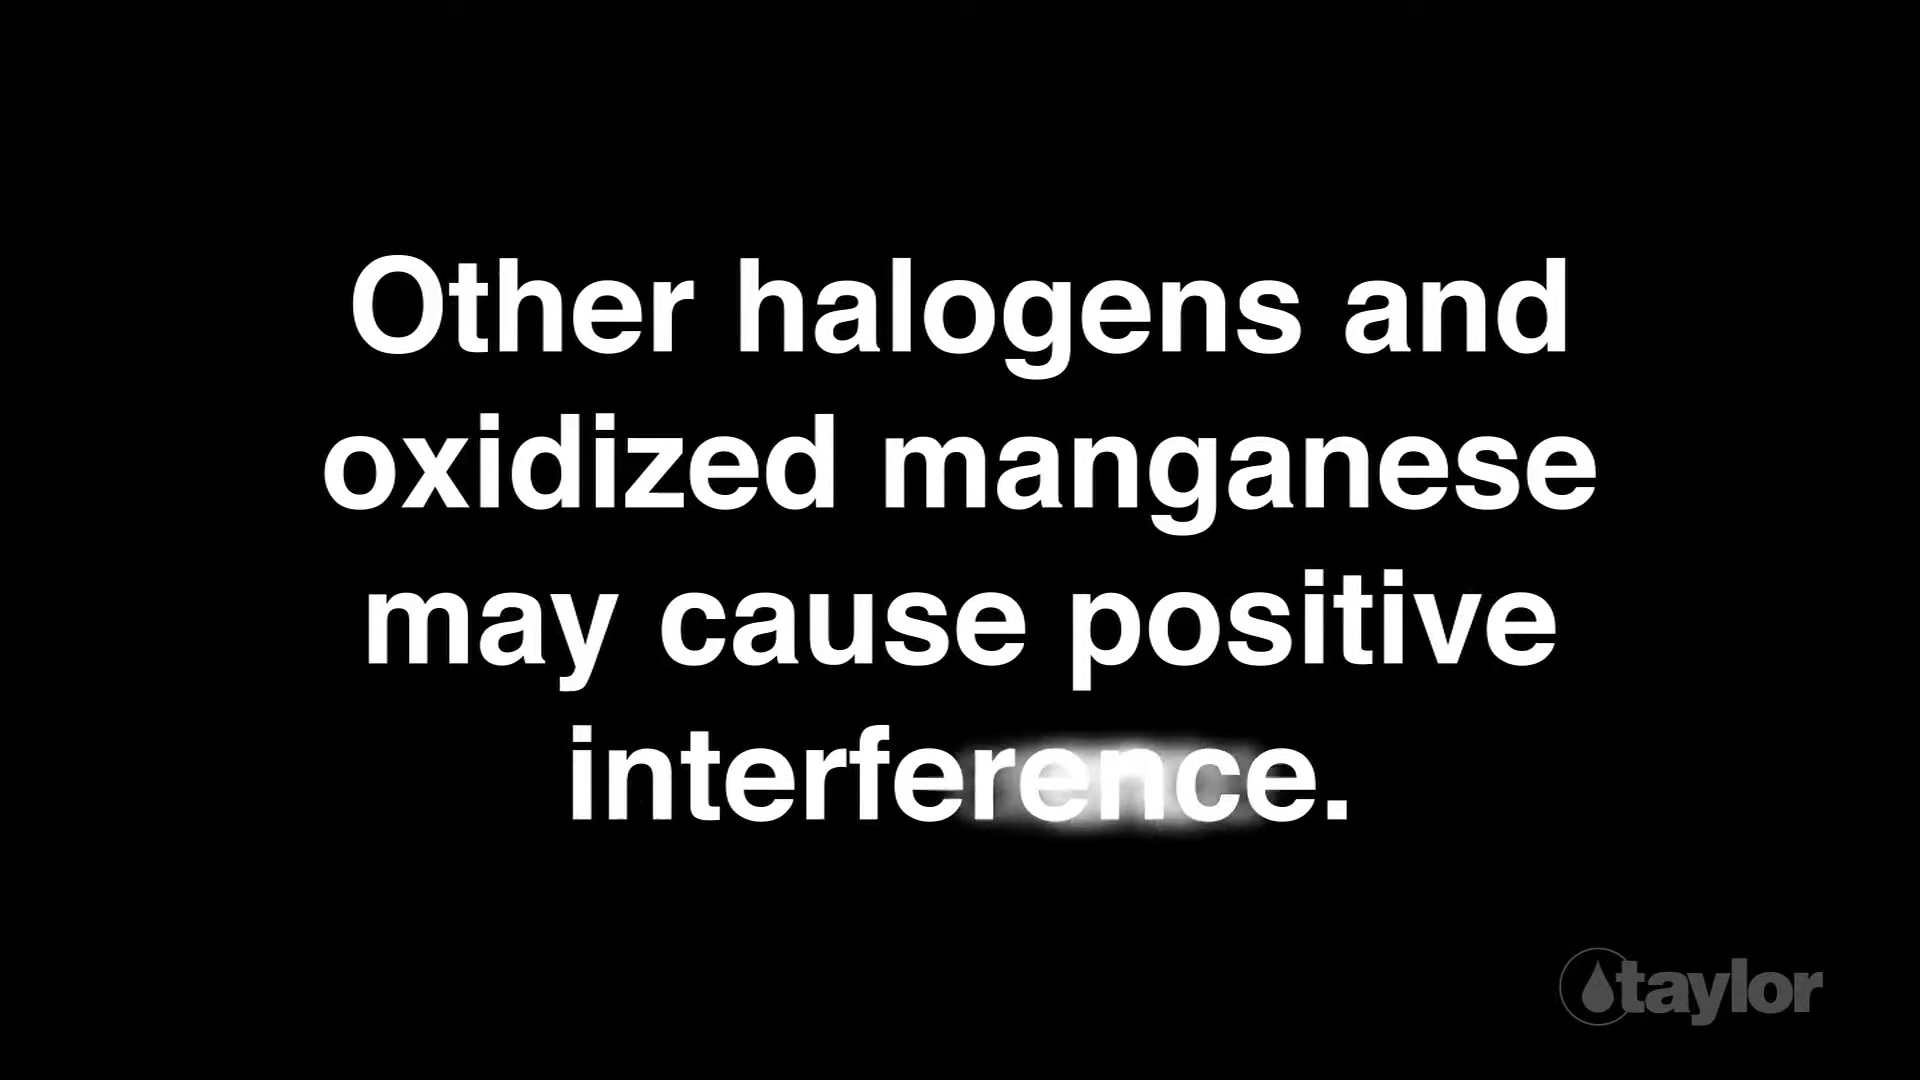 Other halogens and
oxidized manganese
may cause positive
interference.
taylor